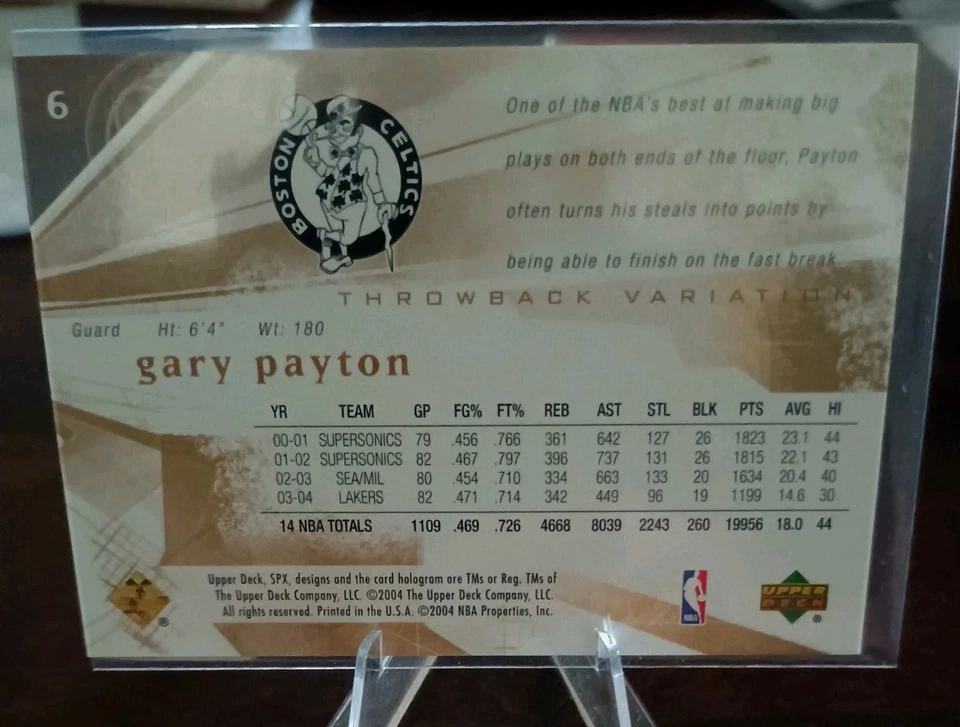 6
BOSTON CELTICS
One of the NBA's best at making big
plays on both ends of the floor, Payton
often turns his steals into points by
being able to finish on the fast break.
THROWBACK VARIATION
Guard Ht: 6'4" Wt: 180
gary payton
YR TEAM GP FG% FT% REB AST STL BLK PTS AVG HI
00-01 SUPERSONICS 79 .456 .766 361 642 127 26 1823 23.1 44
01-02 SUPERSONICS 82 .467 .797 396 737 131 26 1815 22.1 43
02-03 SEA/MIL 80 .454 .710 334 663 133 20 1634 20.4 40
03-04 LAKERS 82 .471 .714 342 449 96 19 1199 14.6 30
14 NBA TOTALS 1109 .469 .726 4668 8039 2243 260 19956 18.0 44
Upper Deck, SPX, designs and the card hologram are TMs or Reg. TMs of
The Upper Deck Company, LLC. ©2004 The Upper Deck Company, LLC.
All rights reserved. Printed in the U.S.A. ©2004 NBA Properties, Inc.
®
NBA
UPPER
DECK
®